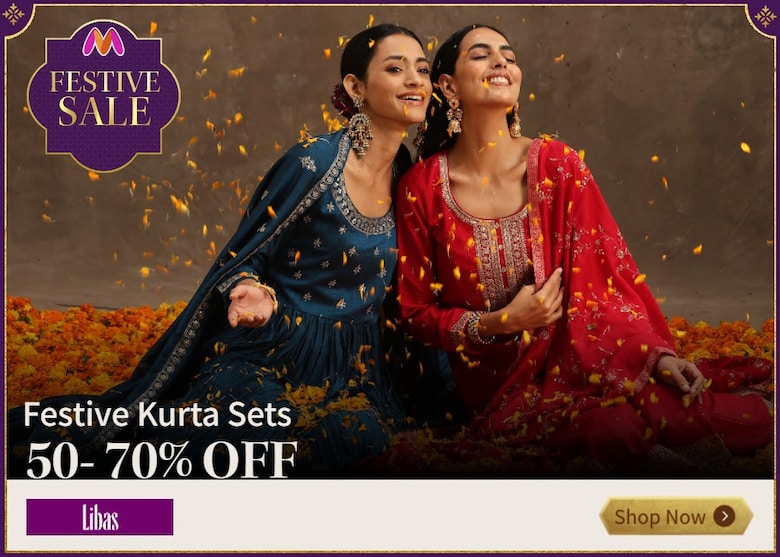 FESTIVE
SALE
Festive Kurta Sets
50- 70% OFF
Libas
Shop Now